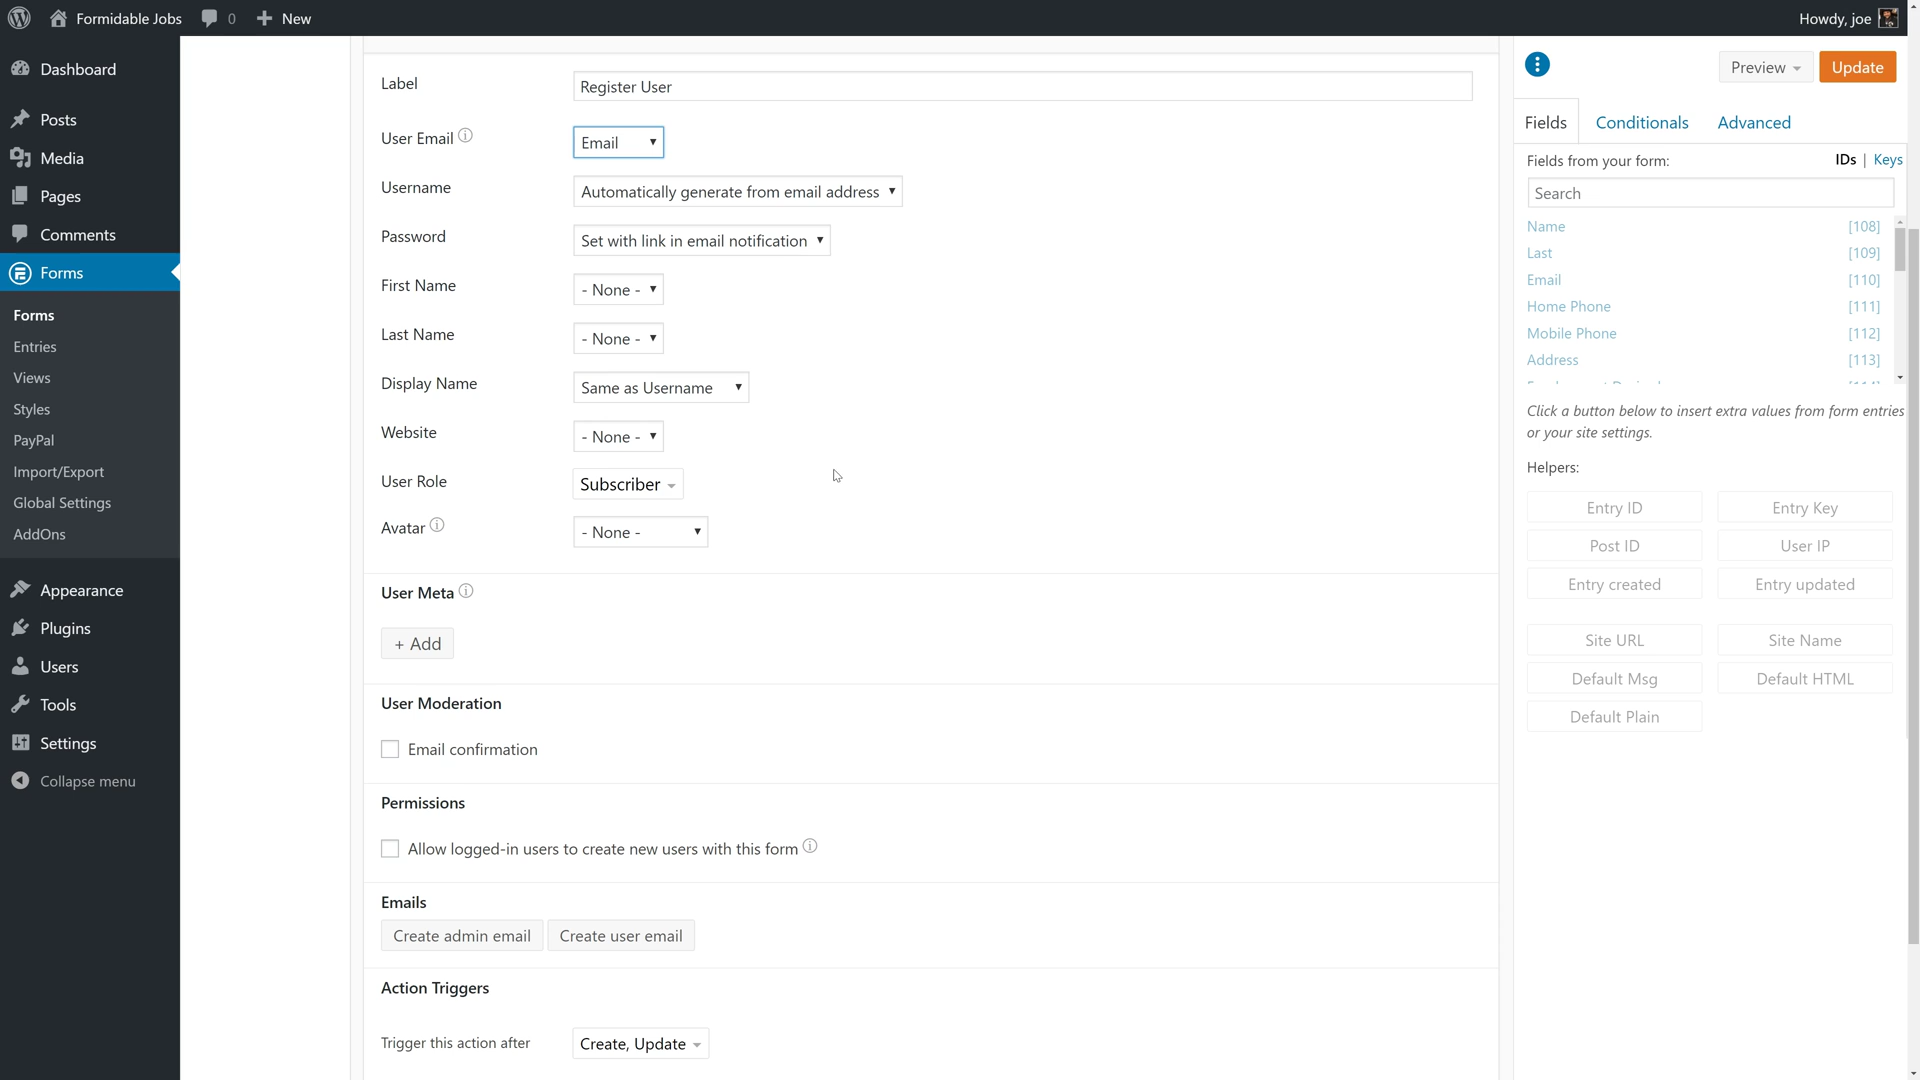 Formidable Jobs 0 New Howdy, joe
Dashboard
Posts
Media
Pages
Comments
Forms
Forms
Entries
Views
Styles
PayPal
Import/Export
Global Settings
AddOns
Appearance
Plugins
Users
Tools
Settings
Collapse menu
Label Register User
User Email Email
Username Automatically generate from email address
Password Set with link in email notification
First Name - None -
Last Name - None -
Display Name Same as Username
Website - None -
User Role Subscriber
Avatar - None -
User Meta
+ Add
User Moderation
Email confirmation
Permissions
Allow logged-in users to create new users with this form
Emails
Create admin email Create user email
Action Triggers
Trigger this action after Create, Update
Preview Update
Fields Conditionals Advanced
Fields from your form: IDs | Keys
Search
Name [108]
Last [109]
Email [110]
Home Phone [111]
Mobile Phone [112]
Address [113]
Click a button below to insert extra values from form entries
or your site settings.
Helpers:
Entry ID Entry Key
Post ID User IP
Entry created Entry updated
Site URL Site Name
Default Msg Default HTML
Default Plain